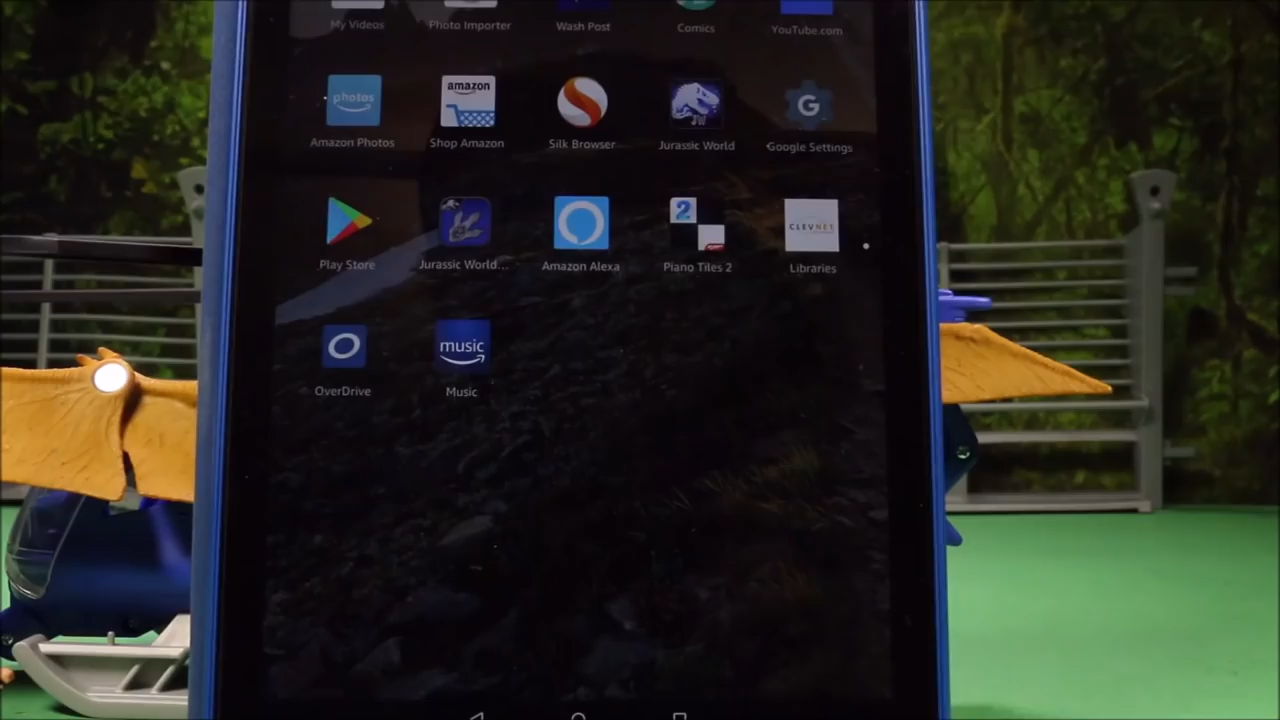 My Videos
Photo Importer
Wash Post
Comics
YouTube.com
photos
amazon
G
Amazon Photos
Shop Amazon
Silk Browser
Jurassic World
Google Settings
2
CLEVNET
Play Store
Jurassic World...
Amazon Alexa
Piano Tiles 2
Libraries
music
OverDrive
Music